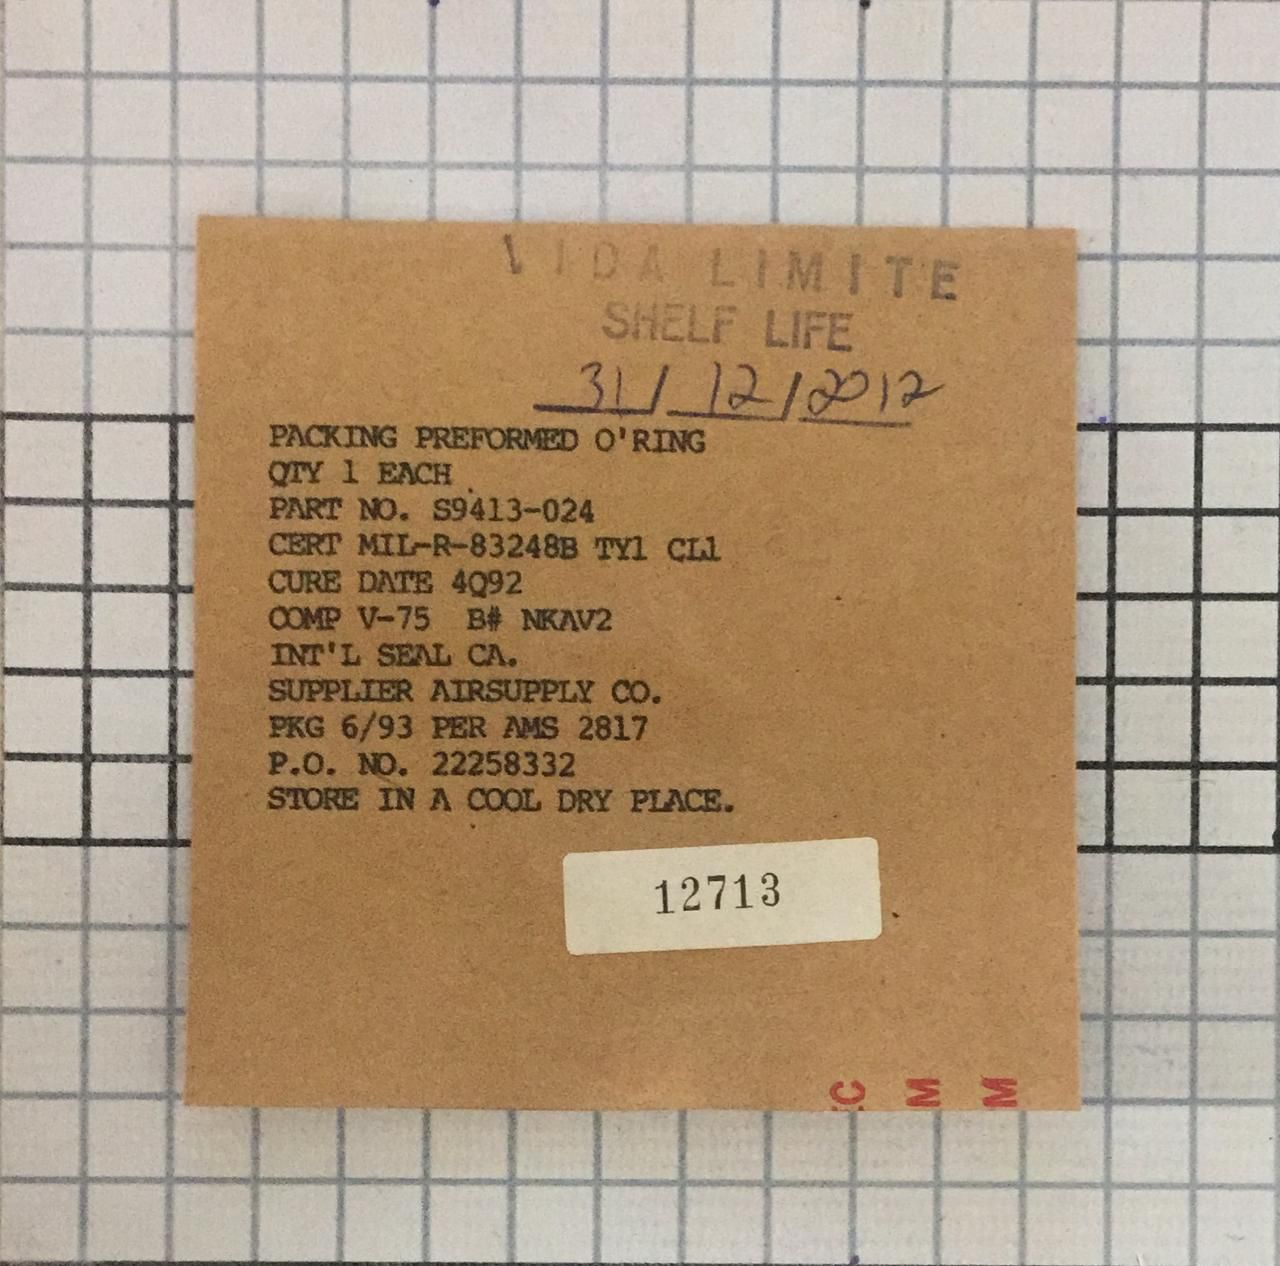 VIDA LIMITE
SHELF LIFE
31/12/2012
PACKING PREFORMED O'RING
QTY 1 EACH
PART NO. S9413-024
CERT MIL-R-83248B TY1 CL1
CURE DATE 4Q92
COMP V-75 B# NKAV2
INT'L SEAL CA.
SUPPLIER AIRSUPPLY CO.
PKG 6/93 PER AMS 2817
P.O. NO. 22258332
STORE IN A COOL DRY PLACE.
12713
C
M
M